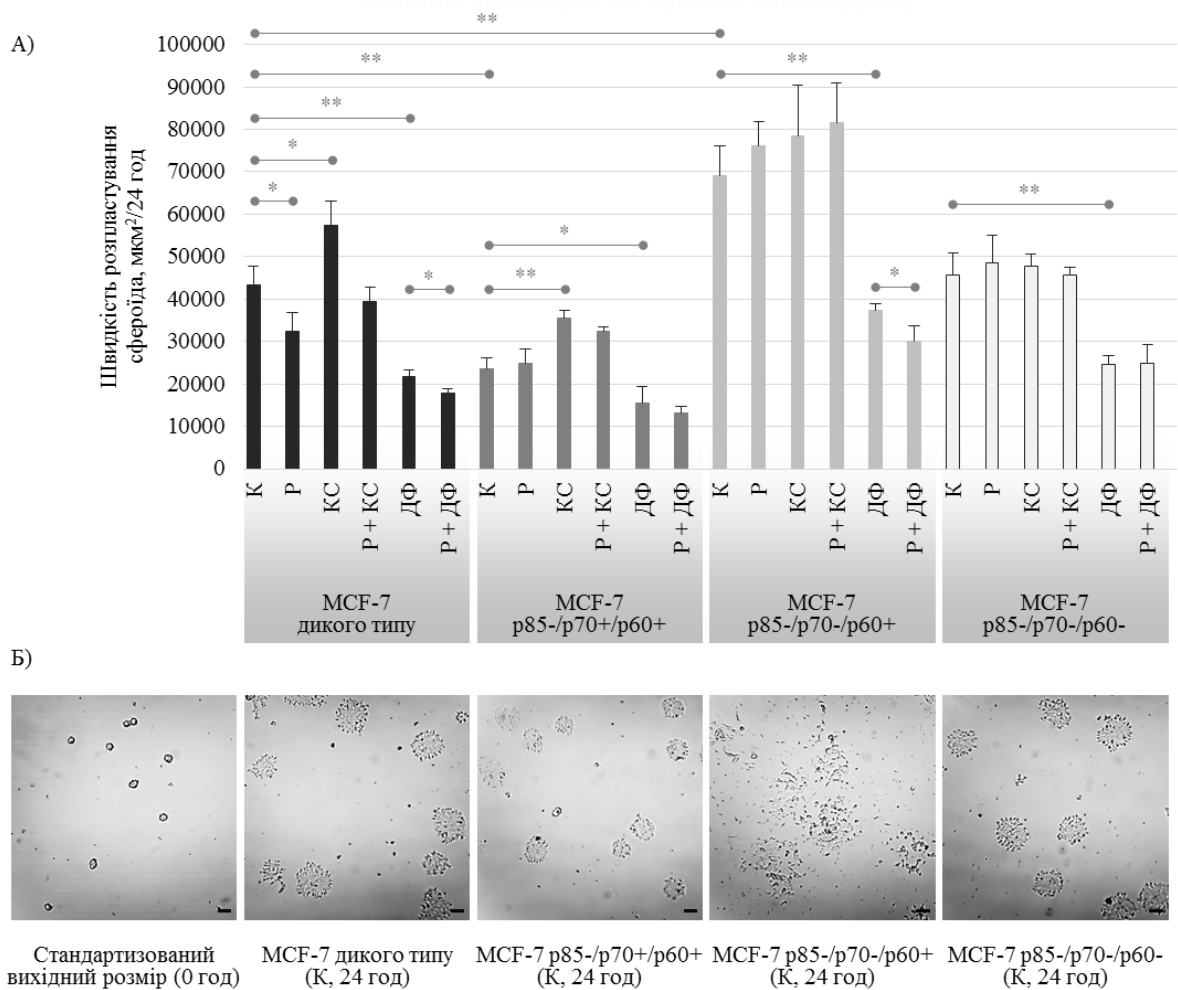 А)
Швидкість розпластування
сфероїда, мкм²/24 год
100000
90000
80000
70000
60000
50000
40000
30000
20000
10000
0
**
**
**
*
*
*
*
**
**
*
**
К
Р
КС
Р + КС
ДФ
Р + ДФ
К
Р
КС
Р + КС
ДФ
Р + ДФ
К
Р
КС
Р + КС
ДФ
Р + ДФ
К
Р
КС
Р + КС
ДФ
Р + ДФ
MCF-7
дикого типу
MCF-7
p85-/p70+/p60+
MCF-7
p85-/p70-/p60+
MCF-7
p85-/p70-/p60-
Б)
Стандартизований
вихідний розмір (0 год)
MCF-7 дикого типу
(К, 24 год)
MCF-7 p85-/p70+/p60+
(К, 24 год)
MCF-7 p85-/p70-/p60+
(К, 24 год)
MCF-7 p85-/p70-/p60-
(К, 24 год)